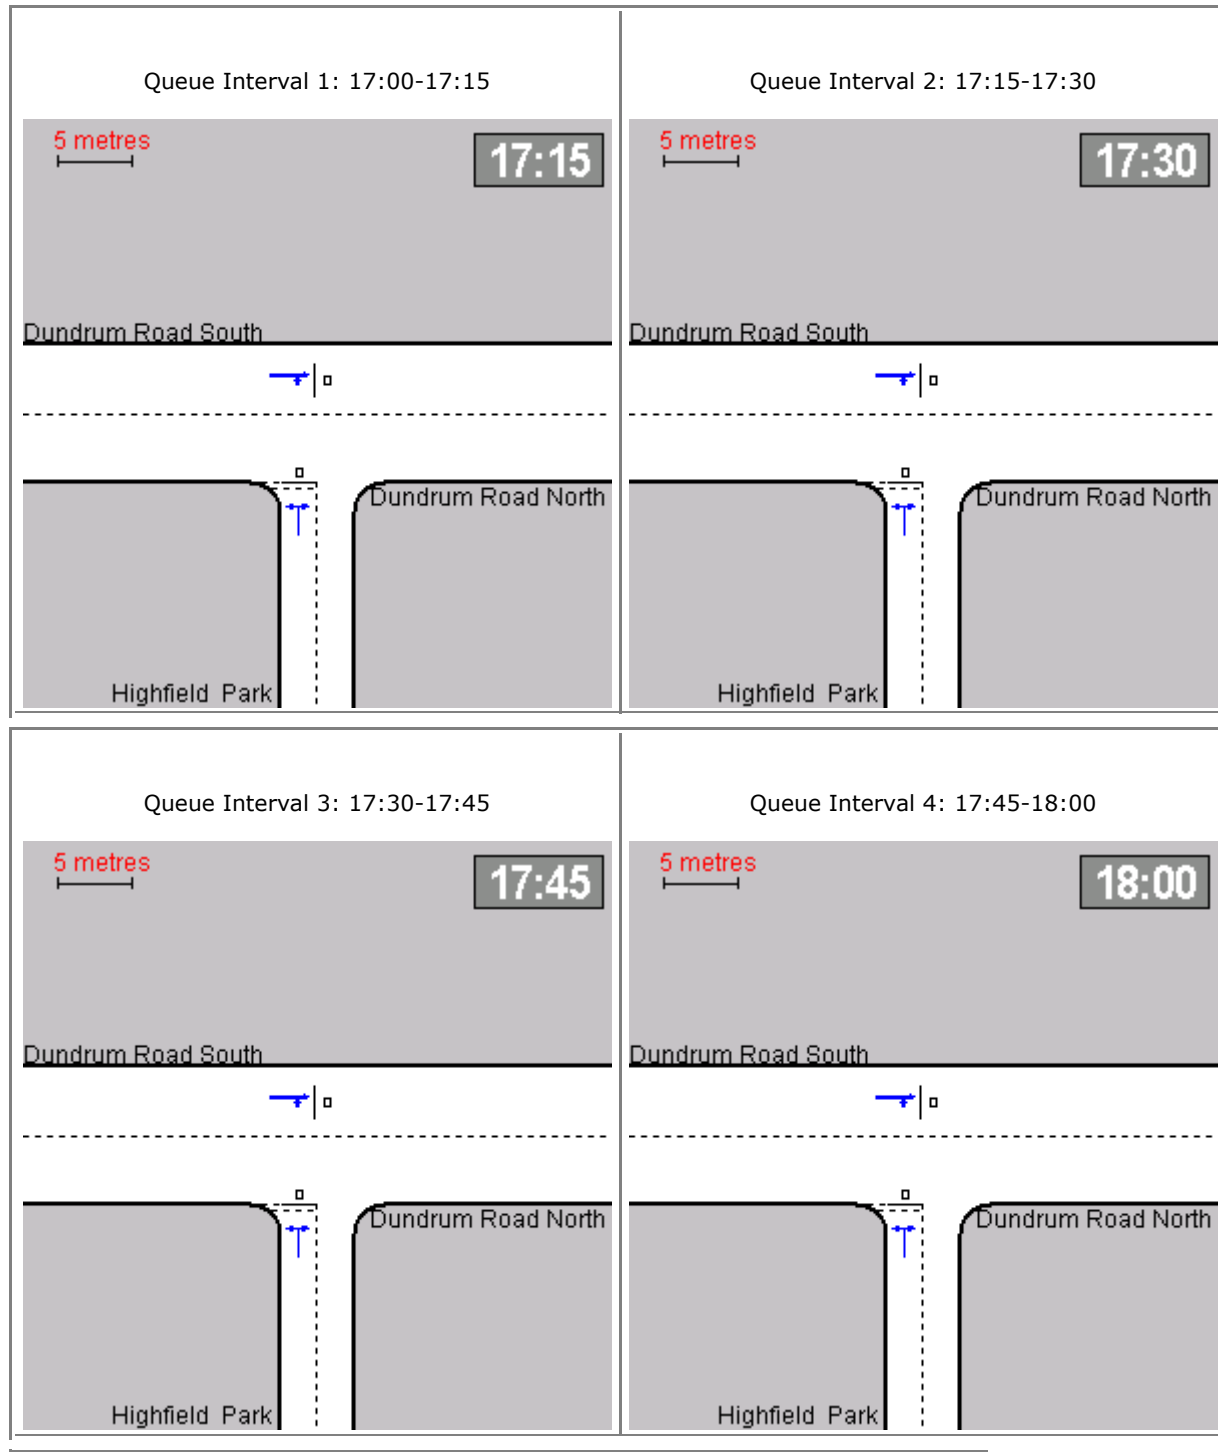 Queue Interval 1: 17:00-17:15
5 metres
17:15
Dundrum Road South
Dundrum Road North
Highfield Park
Queue Interval 2: 17:15-17:30
5 metres
17:30
Dundrum Road South
Dundrum Road North
Highfield Park
Queue Interval 3: 17:30-17:45
5 metres
17:45
Dundrum Road South
Dundrum Road North
Highfield Park
Queue Interval 4: 17:45-18:00
5 metres
18:00
Dundrum Road South
Dundrum Road North
Highfield Park